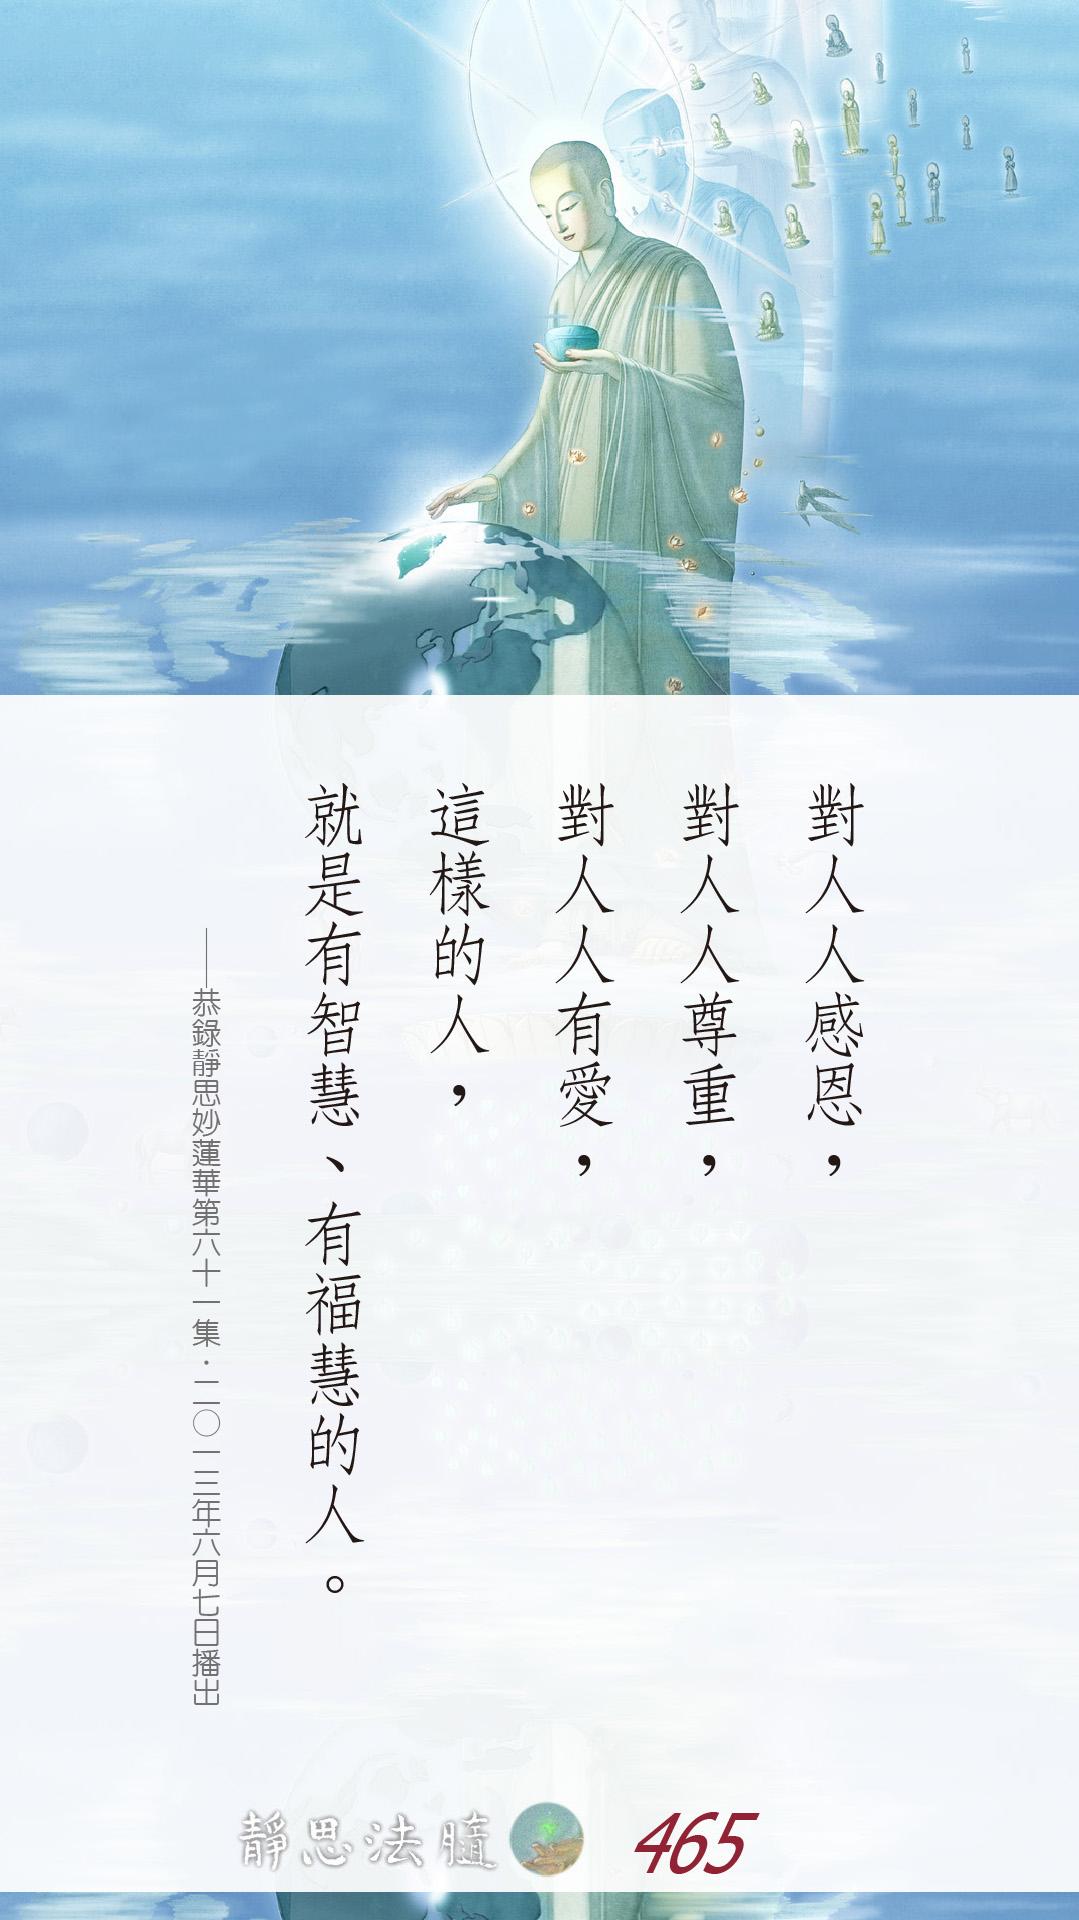 對人人感恩，
對人人尊重，
對人人有愛，
這樣的人，
就是有智慧、有福慧的人。
——恭錄靜思妙蓮華第六十一集．二〇一三年六月七日播出
靜思法髓
465